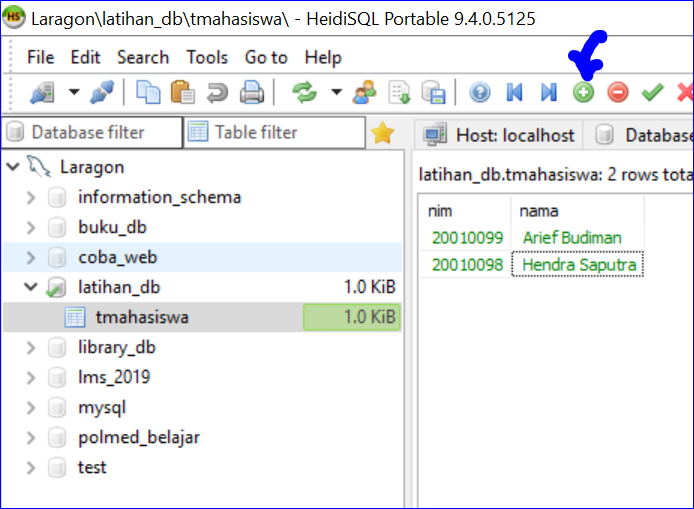 HS Laragon\latihan_db\tmahasiswa\ - HeidiSQL Portable 9.4.0.5125
File Edit Search Tools Go to Help
Database filter Table filter
Host: localhost Database
Laragon
information_schema
buku_db
coba_web
latihan_db 1.0 KiB
tmahasiswa 1.0 KiB
library_db
lms_2019
mysql
polmed_belajar
test
latihan_db.tmahasiswa: 2 rows tota
nim nama
20010099 Arief Budiman
20010098 Hendra Saputra